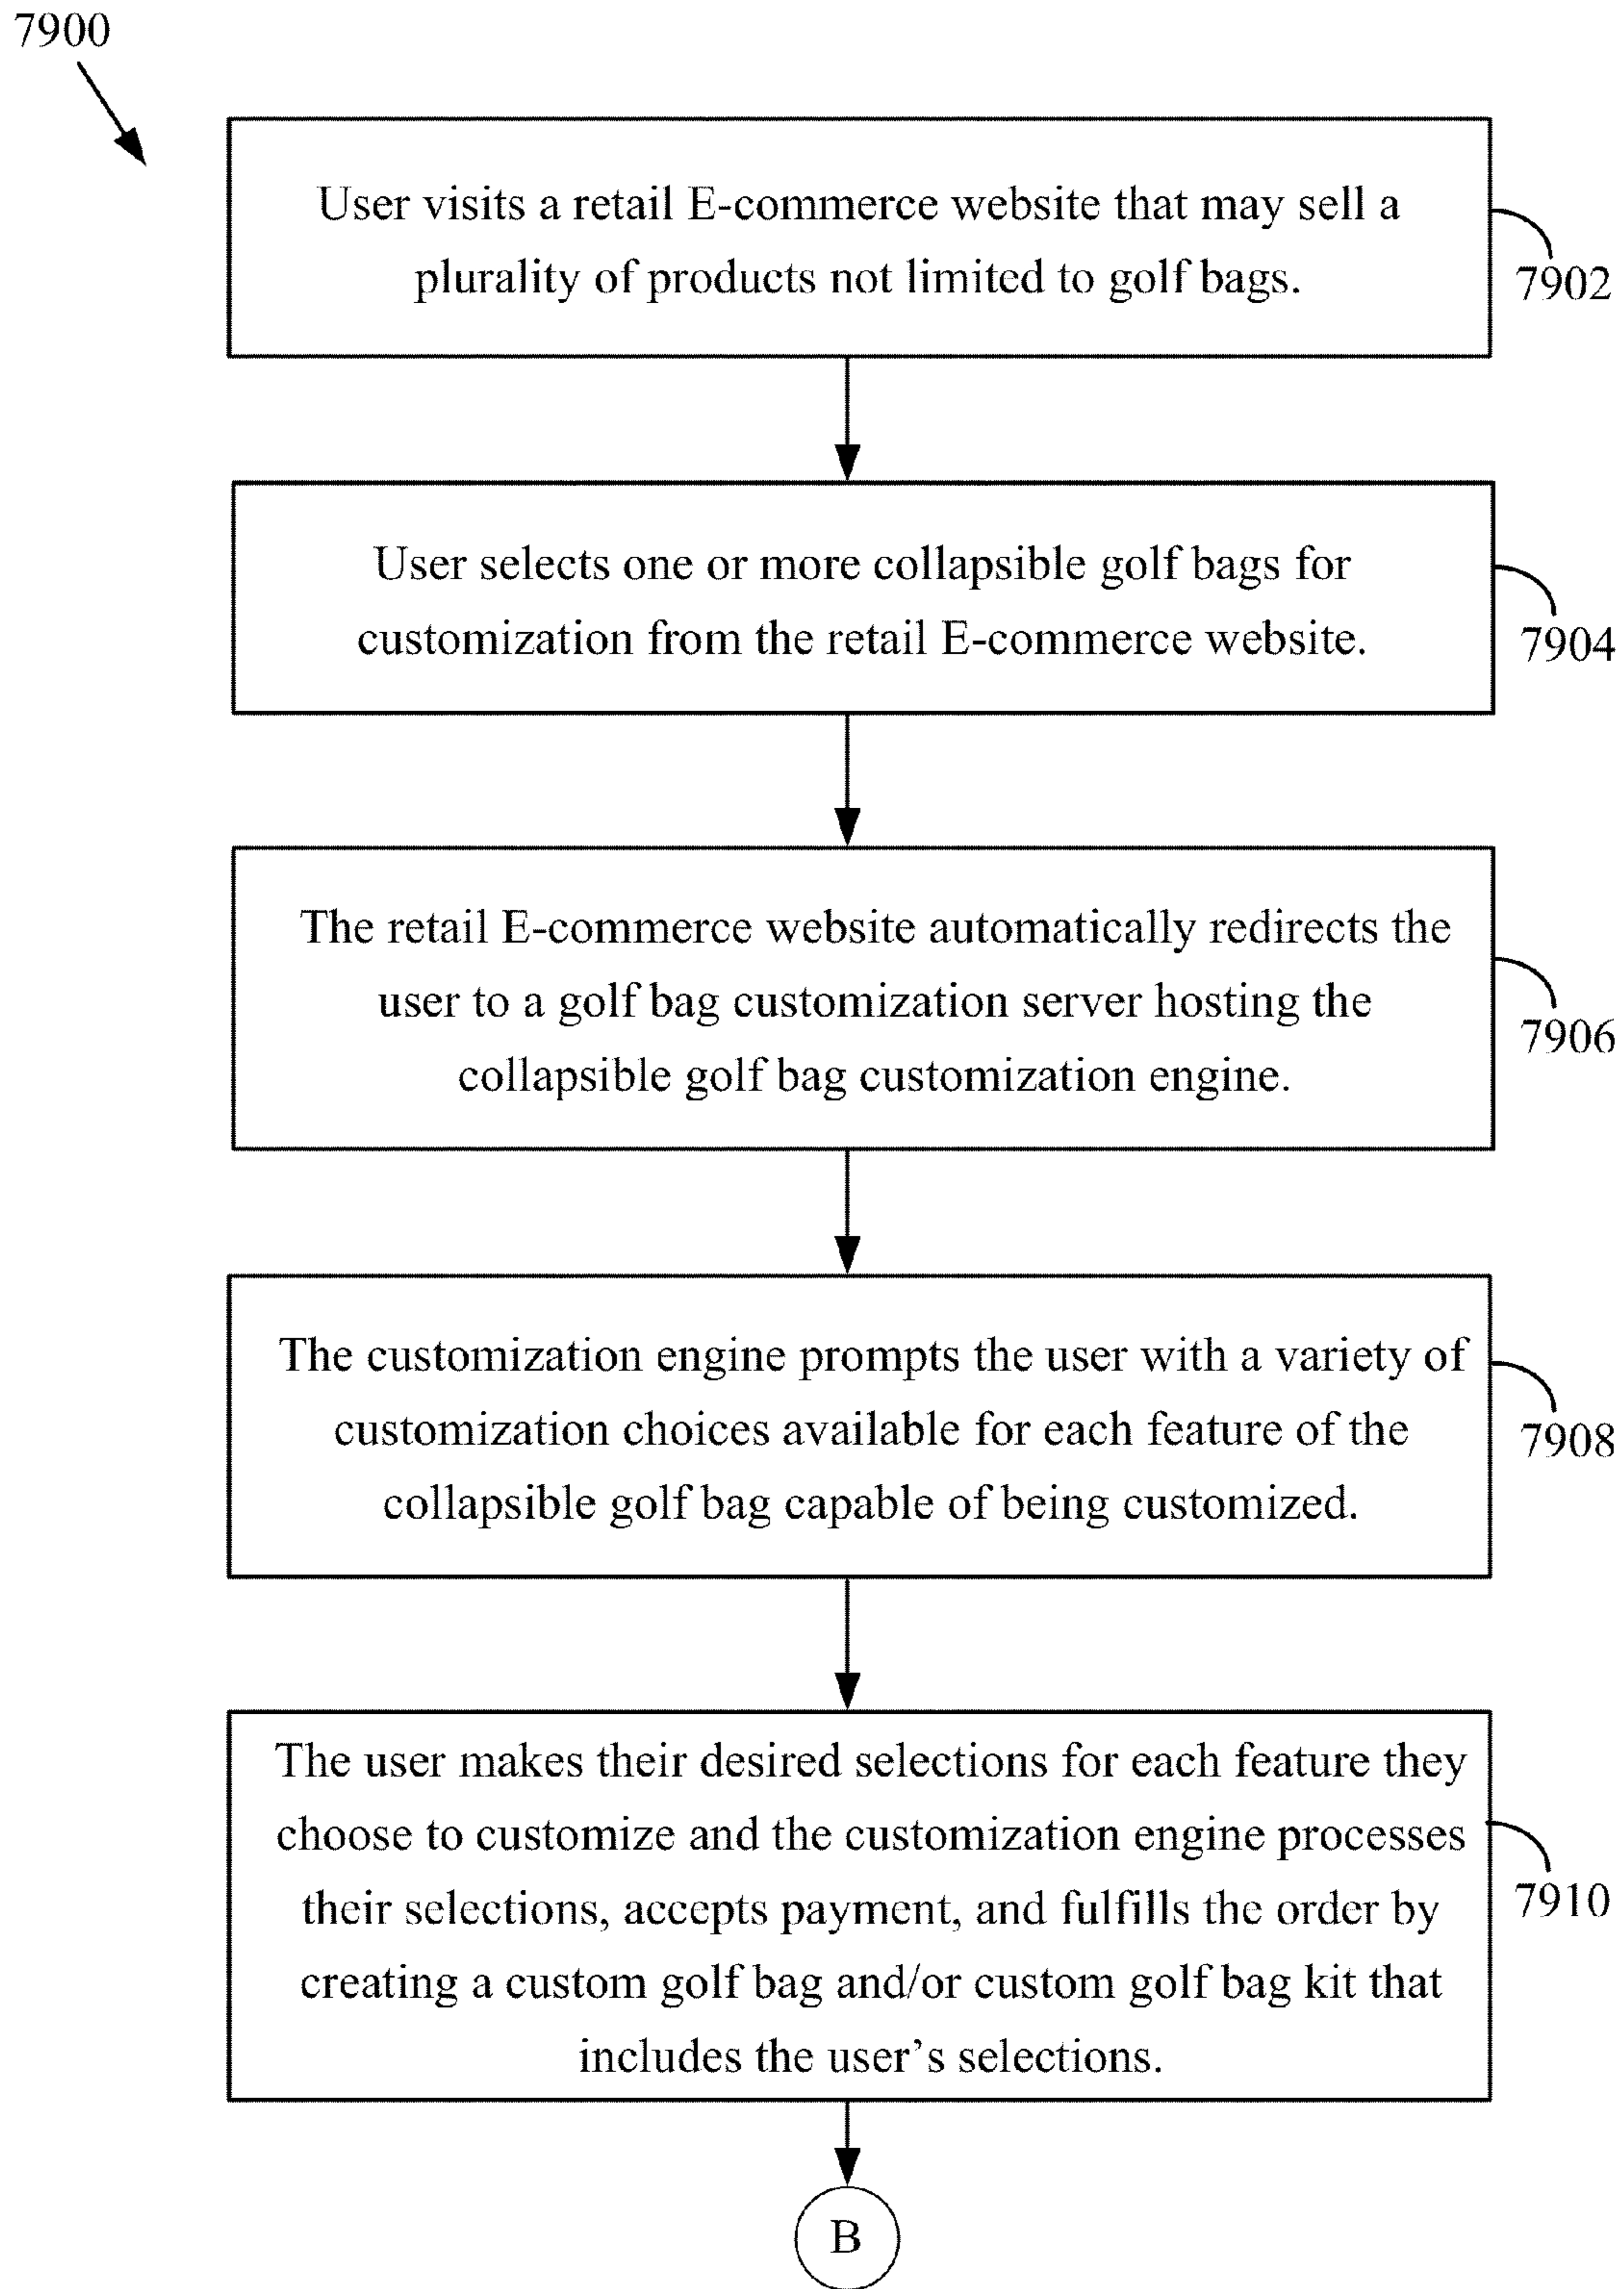 7900
User visits a retail E-commerce website that may sell a
plurality of products not limited to golf bags.
7902
User selects one or more collapsible golf bags for
customization from the retail E-commerce website.
7904
The retail E-commerce website automatically redirects the
user to a golf bag customization server hosting the
collapsible golf bag customization engine.
7906
The customization engine prompts the user with a variety of
customization choices available for each feature of the
collapsible golf bag capable of being customized.
7908
The user makes their desired selections for each feature they
choose to customize and the customization engine processes
their selections, accepts payment, and fulfills the order by
creating a custom golf bag and/or custom golf bag kit that
includes the user’s selections.
7910
B